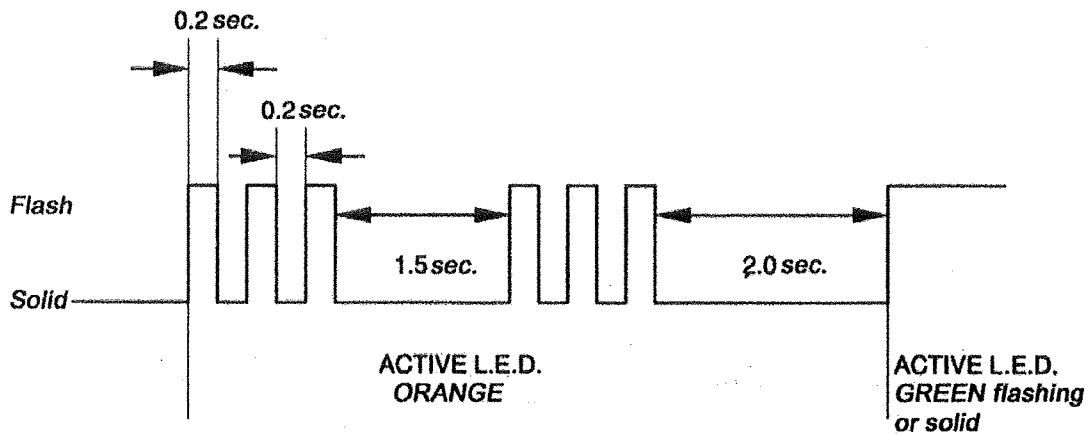 0.2 sec.
0.2 sec.
Flash
1.5 sec.
2.0 sec.
Solid
ACTIVE L.E.D.
ORANGE
ACTIVE L.E.D.
GREEN flashing
or solid